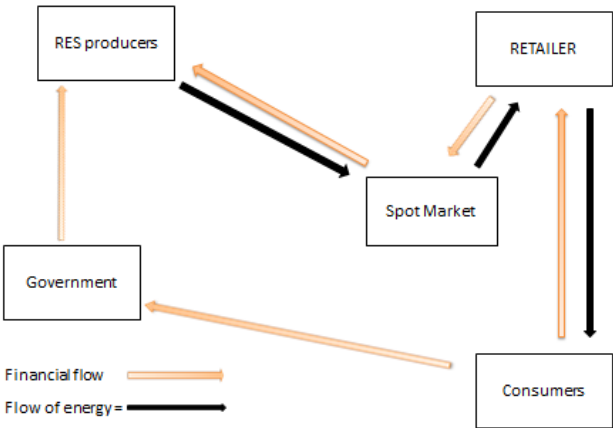 RES producers
RETAILER
Spot Market
Government
Financial flow
Consumers
Flow of energy=